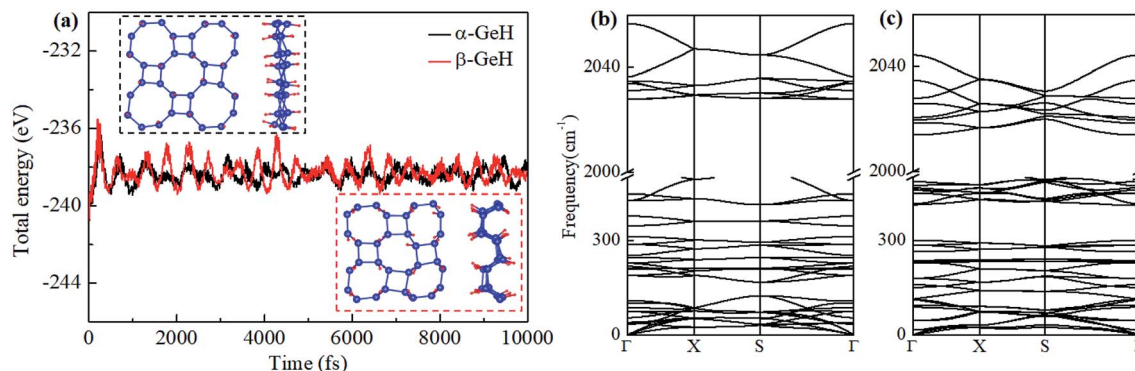 (a)
α-GeH
β-GeH
Total energy (eV)
-232
-236
-240
-244
0
2000
4000
6000
8000
10000
Time (fs)
(b)
Frequency(cm⁻¹)
2040
2000
300
0
Γ
X
S
Γ
(c)
2040
2000
300
0
Γ
X
S